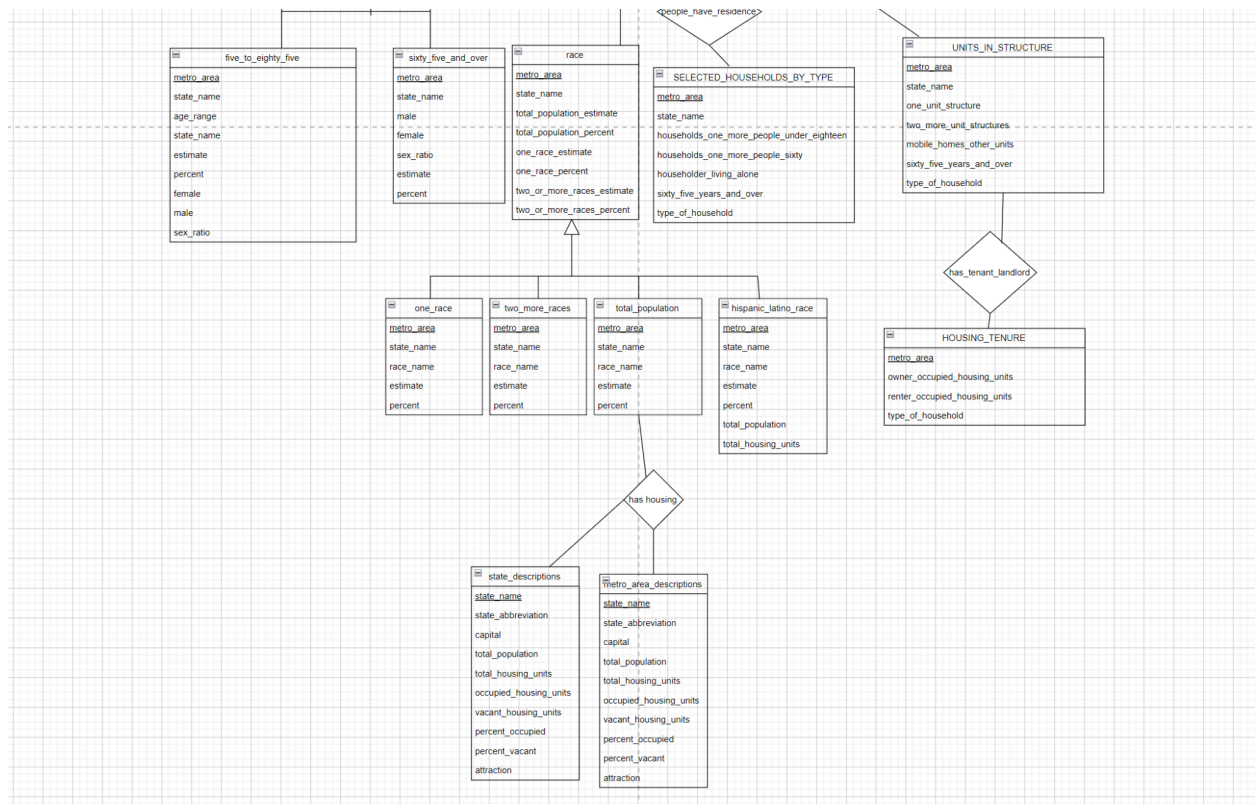 people_have_residence
five_to_eighty_five
metro_area
state_name
age_range
state_name
estimate
percent
female
male
sex_ratio
sixty_five_and_over
metro_area
state_name
male
female
sex_ratio
estimate
percent
race
metro_area
state_name
total_population_estimate
total_population_percent
one_race_estimate
one_race_percent
two_or_more_races_estimate
two_or_more_races_percent
SELECTED_HOUSEHOLDS_BY_TYPE
metro_area
state_name
households_one_more_people_under_eighteen
households_one_more_people_sixty
householder_living_alone
sixty_five_years_and_over
type_of_household
UNITS_IN_STRUCTURE
metro_area
state_name
one_unit_structure
two_more_unit_structures
mobile_homes_other_units
sixty_five_years_and_over
type_of_household
has_tenant_landlord
one_race
metro_area
state_name
race_name
estimate
percent
two_more_races
metro_area
state_name
race_name
estimate
percent
total_population
metro_area
state_name
race_name
estimate
percent
hispanic_latino_race
metro_area
state_name
race_name
estimate
percent
total_population
total_housing_units
HOUSING_TENURE
metro_area
owner_occupied_housing_units
renter_occupied_housing_units
type_of_household
has housing
state_descriptions
state_name
state_abbreviation
capital
total_population
total_housing_units
occupied_housing_units
vacant_housing_units
percent_occupied
percent_vacant
attraction
metro_area_descriptions
state_name
state_abbreviation
capital
total_population
total_housing_units
occupied_housing_units
vacant_housing_units
percent_occupied
percent_vacant
attraction